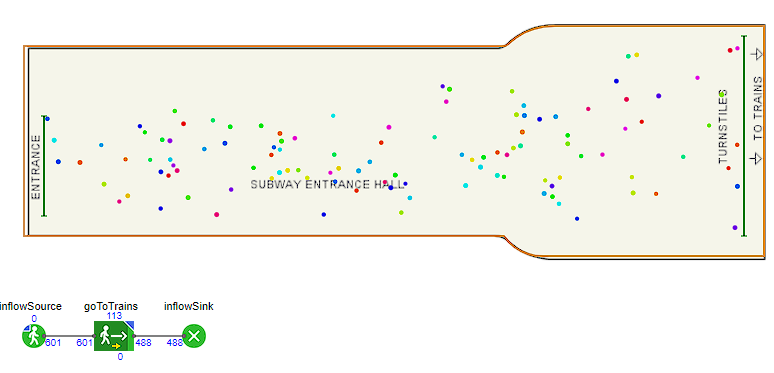 ENTRANCE
SUBWAY ENTRANCE HALL
TURNSTILES
TO TRAINS
inflowSource
goToTrains
inflowSink
0
113
601
601
488
488
0